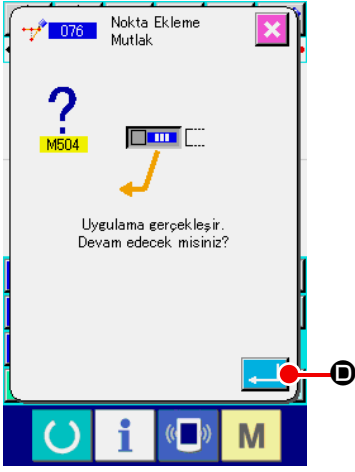 076
Nokta Ekleme
Mutlak
?
M504
Uygulama gerçekleşir.
Devam edecek misiniz?
D
i
M